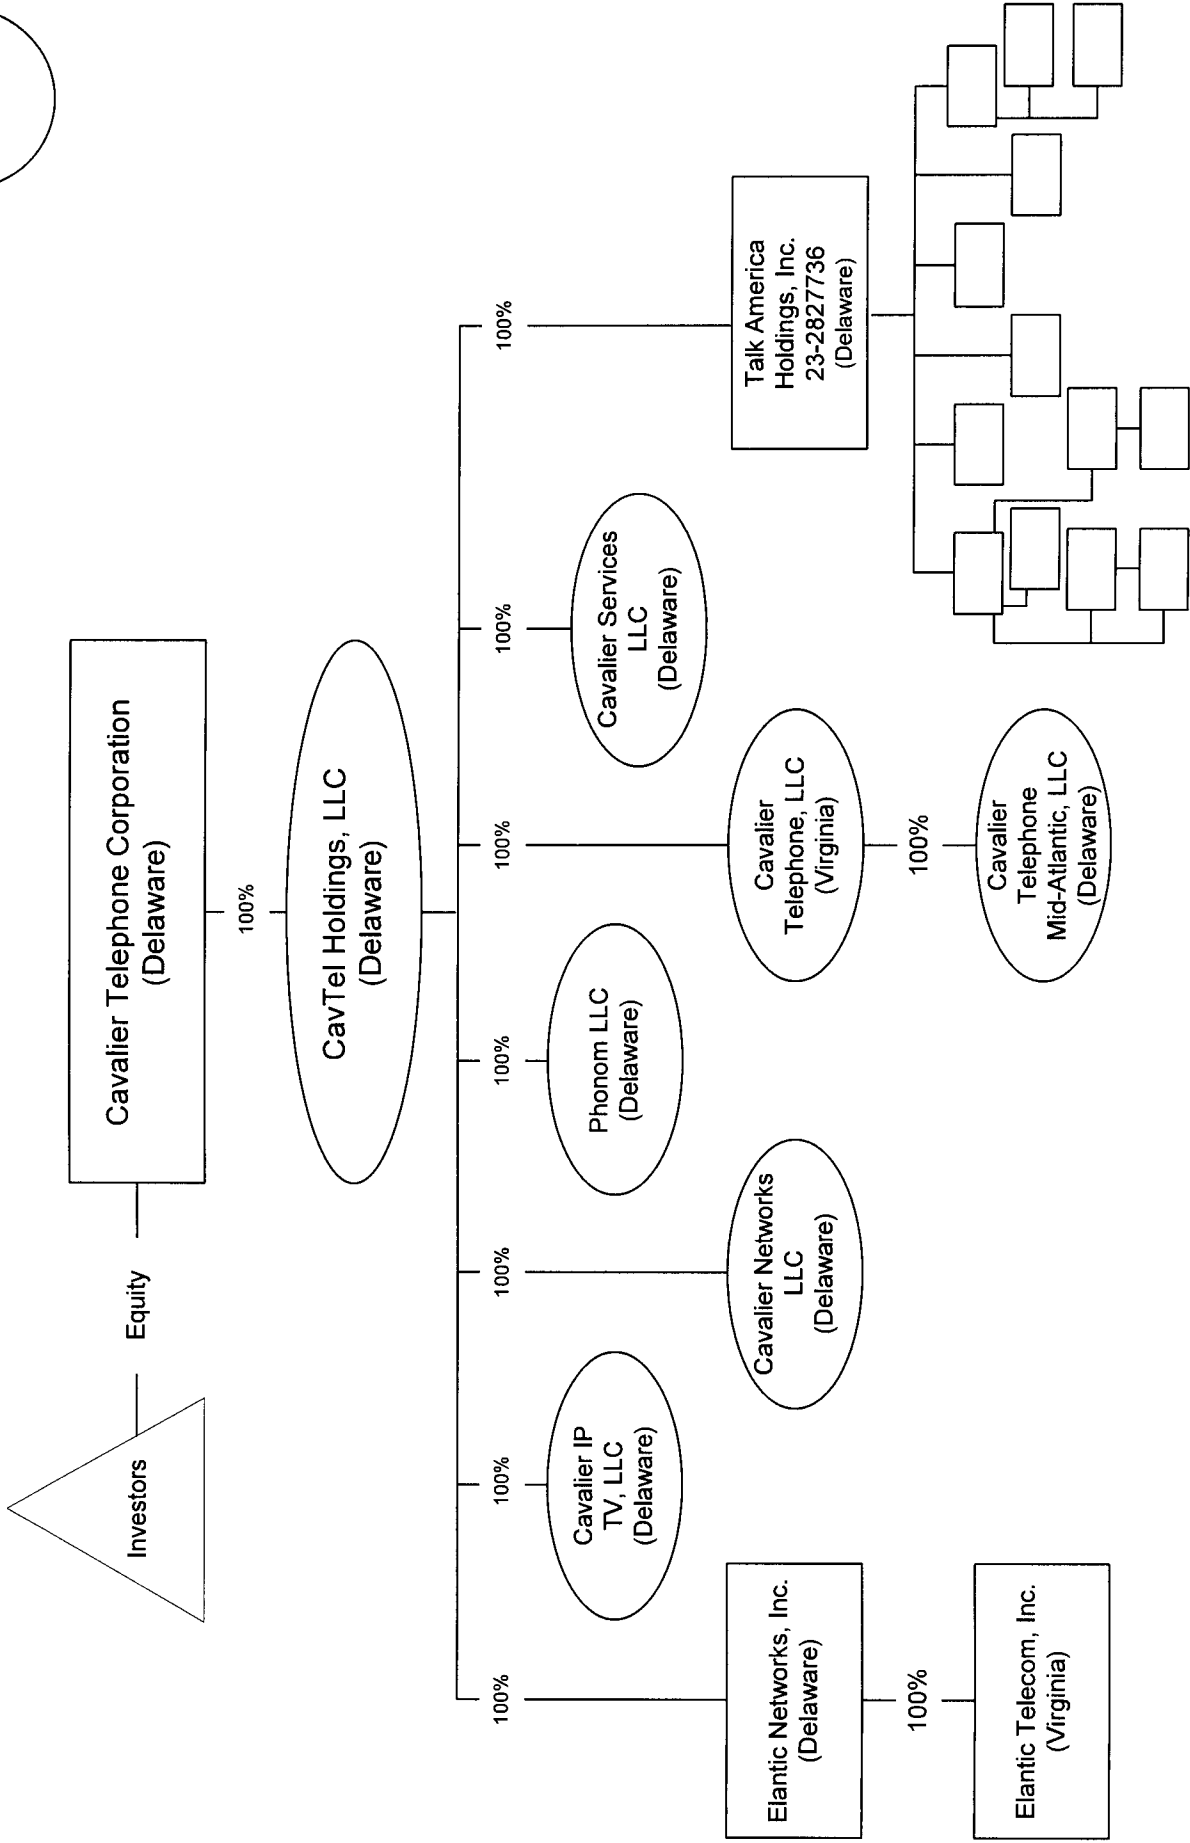 Cavalier Telephone Corporation
(Delaware)
Investors
Equity
100%
CavTel Holdings, LLC
(Delaware)
100%
100%
100%
100%
100%
100%
100%
Elantic Networks, Inc.
(Delaware)
100%
Elantic Telecom, Inc.
(Virginia)
Cavalier IP
TV, LLC
(Delaware)
Cavalier Networks
LLC
(Delaware)
Phonom LLC
(Delaware)
Cavalier
Telephone, LLC
(Virginia)
100%
Cavalier
Telephone
Mid-Atlantic, LLC
(Delaware)
Cavalier Services
LLC
(Delaware)
Talk America
Holdings, Inc.
23-2827736
(Delaware)